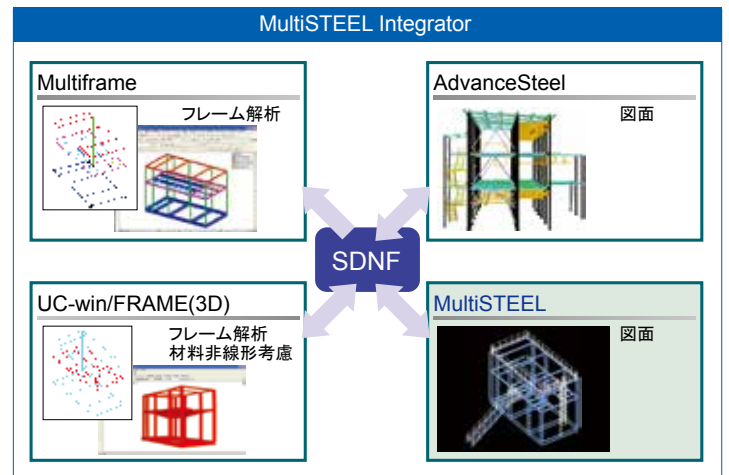 MultiSTEEL Integrator
Multiframe
フレーム解析
AdvanceSteel
図面
SDNF
UC-win/FRAME(3D)
フレーム解析
材料非線形考慮
MultiSTEEL
図面